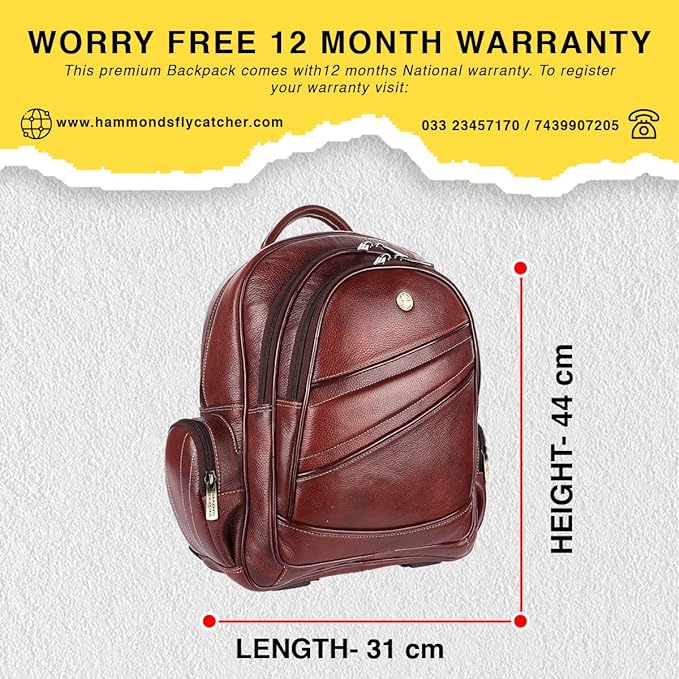 WORRY FREE 12 MONTH WARRANTY
This premium Backpack comes with12 months National warranty. To register
your warranty visit:
www.hammondsflycatcher.com
033 23457170 / 7439907205
HEIGHT- 44 cm
LENGTH- 31 cm